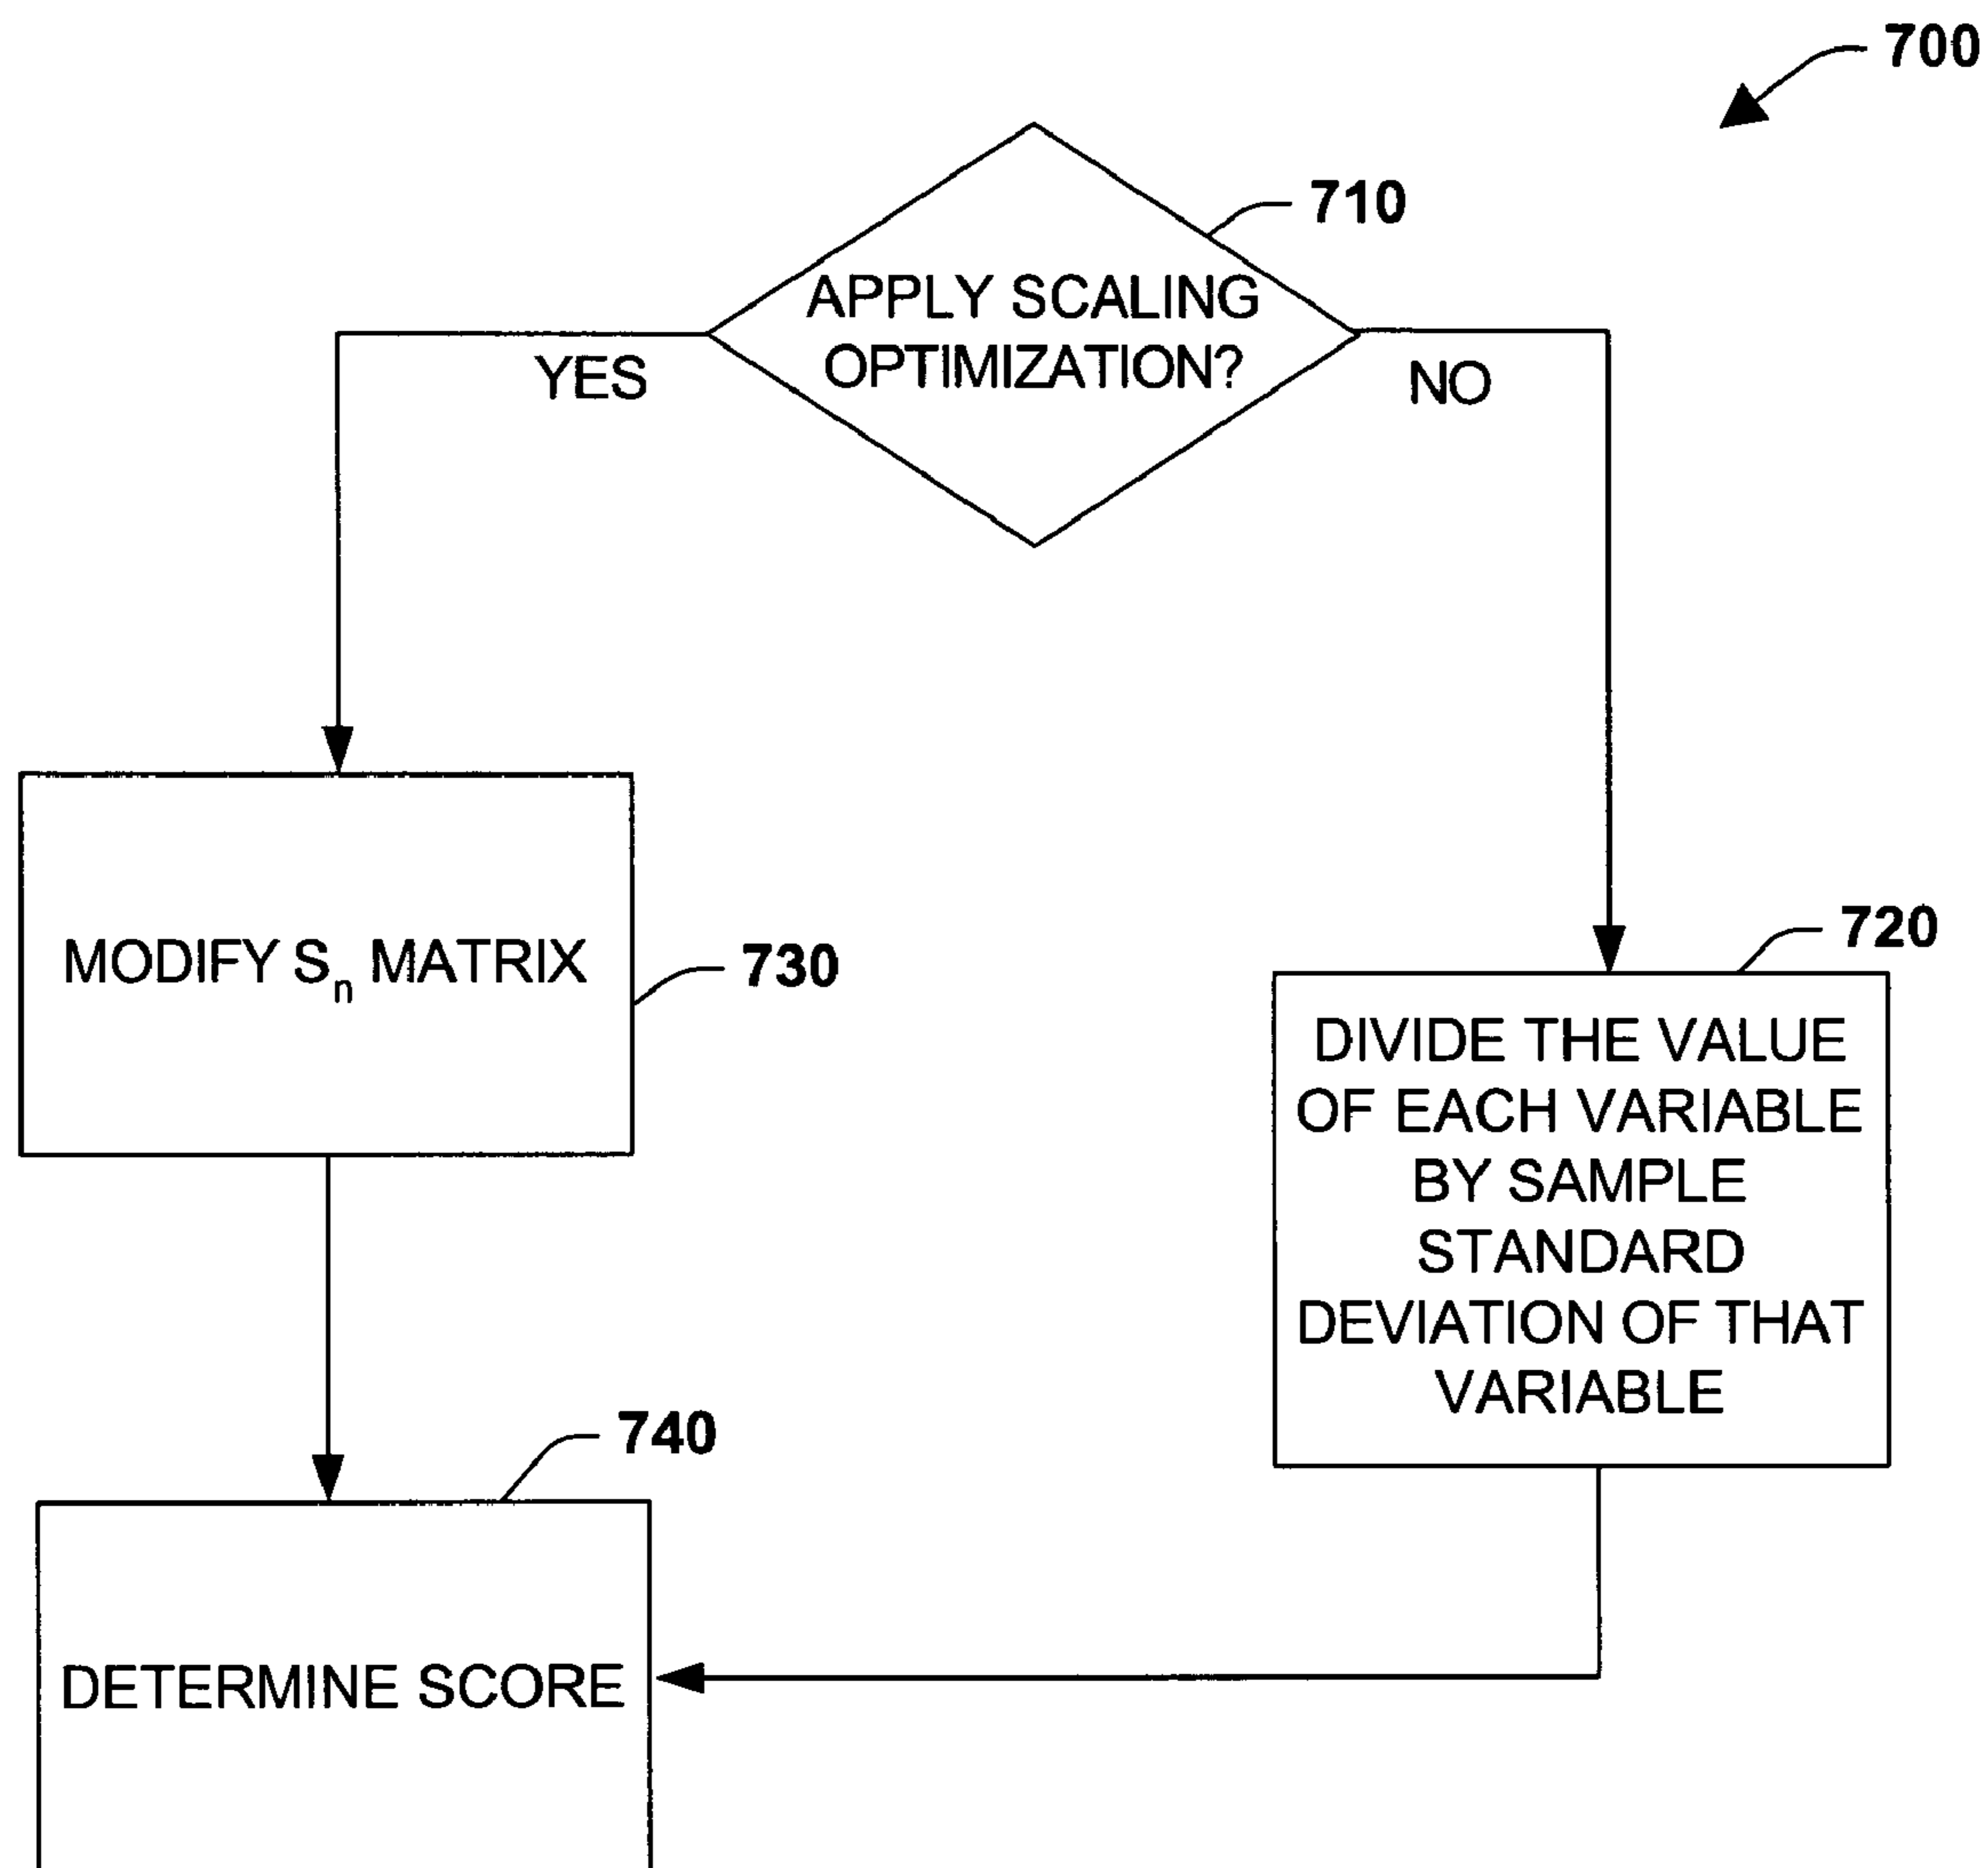 700
710
APPLY SCALING
OPTIMIZATION?
YES
NO
MODIFY Sₙ MATRIX
730
720
DIVIDE THE VALUE
OF EACH VARIABLE
BY SAMPLE
STANDARD
DEVIATION OF THAT
VARIABLE
740
DETERMINE SCORE